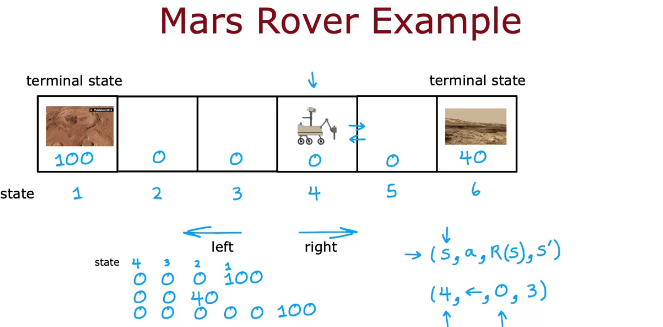 Mars Rover Example
terminal state terminal state
100 0 0 0 0 40
state 1 2 3 4 5 6
← left right →
→ (s, a, R(s), s')
state 4 3 2 1
0 0 0 100
(4, ←, 0, 3)
0 0 40
0 0 0 0 0 100